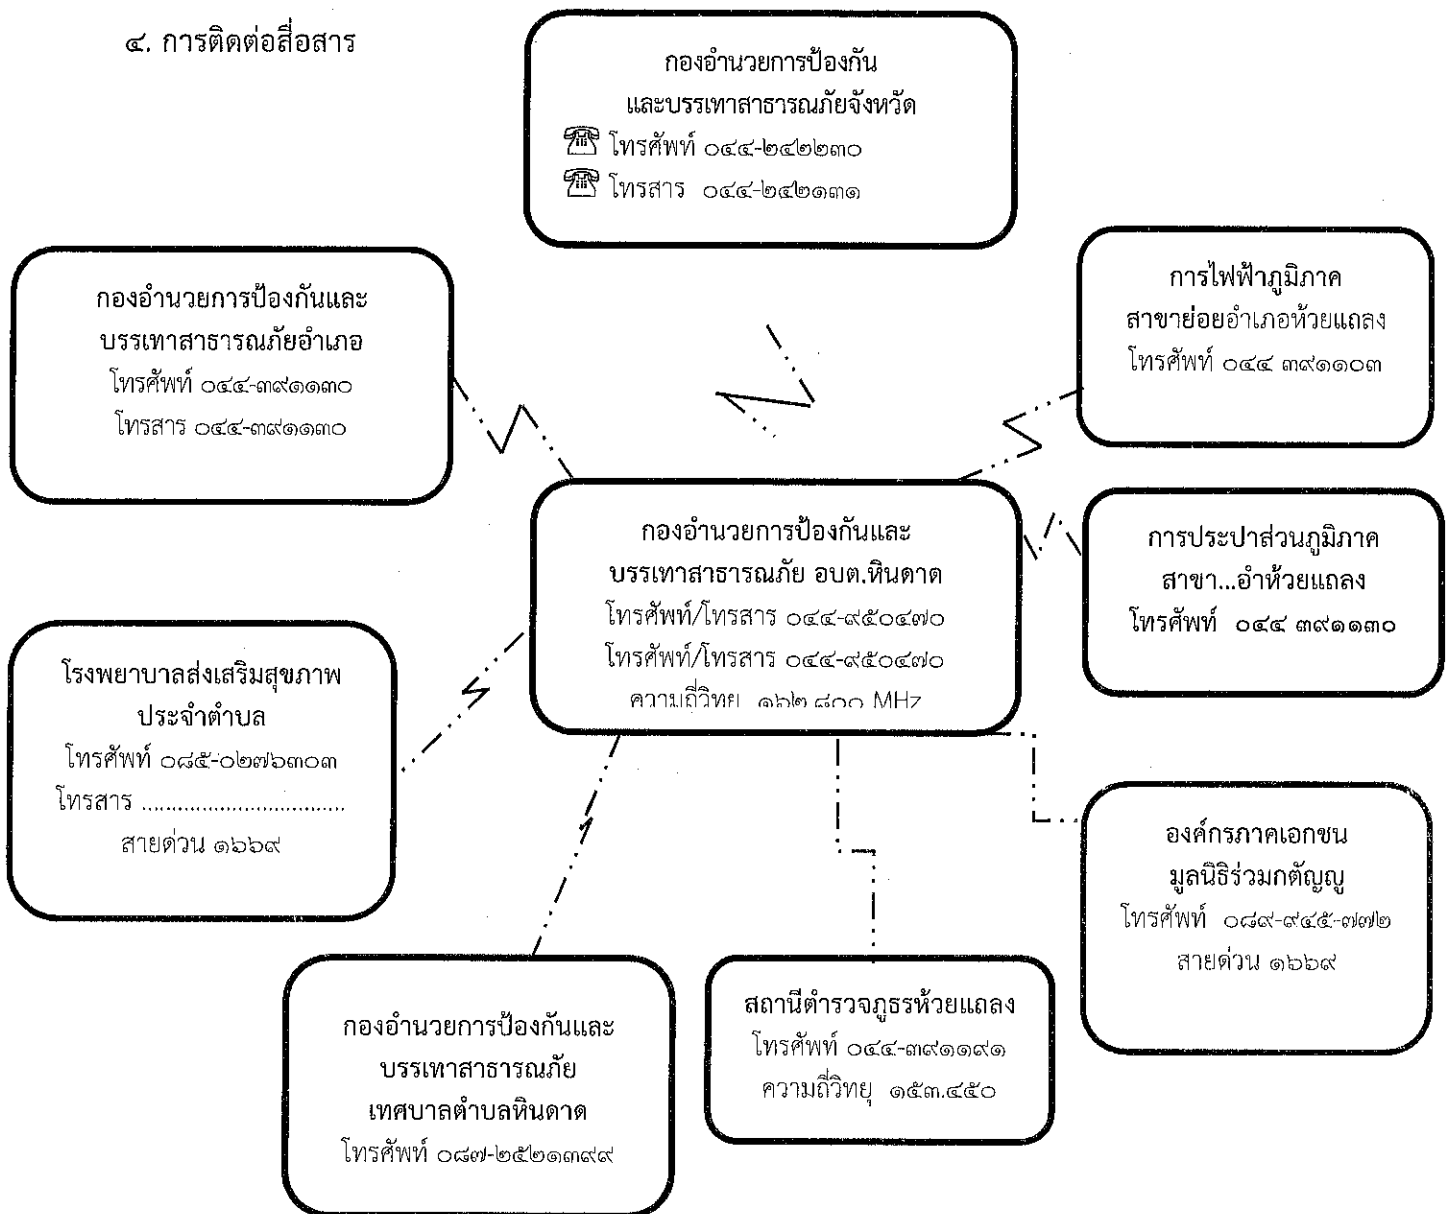 ๔. การติดต่อสื่อสาร
กองอำนวยการป้องกัน
และบรรเทาสาธารณภัยจังหวัด
โทรศัพท์ ๐๔๔-๒๔๒๒๓๐
โทรสาร ๐๔๔-๒๔๒๑๓๑
กองอำนวยการป้องกันและ
บรรเทาสาธารณภัยอำเภอ
โทรศัพท์ ๐๔๔-๓๙๑๑๓๐
โทรสาร ๐๔๔-๓๙๑๑๓๐
การไฟฟ้าภูมิภาค
สาขาย่อยอำเภอห้วยแถลง
โทรศัพท์ ๐๔๔ ๓๙๑๑๐๓
กองอำนวยการป้องกันและ
บรรเทาสาธารณภัย อบต.หินดาด
โทรศัพท์/โทรสาร ๐๔๔-๙๕๐๔๗๐
โทรศัพท์/โทรสาร ๐๔๔-๙๕๐๔๗๐
ความถี่วิทยุ ๑๖๒.๘๐๐ MHz
การประปาส่วนภูมิภาค
สาขา...อำห้วยแถลง
โทรศัพท์ ๐๔๔ ๓๙๑๑๓๐
โรงพยาบาลส่งเสริมสุขภาพ
ประจำตำบล
โทรศัพท์ ๐๘๕-๐๒๗๖๓๐๓
โทรสาร ..................................
สายด่วน ๑๖๖๙
องค์กรภาคเอกชน
มูลนิธิร่วมกตัญญู
โทรศัพท์ ๐๘๙-๙๔๕-๗๗๒
สายด่วน ๑๖๖๙
กองอำนวยการป้องกันและ
บรรเทาสาธารณภัย
เทศบาลตำบลหินดาด
โทรศัพท์ ๐๘๗-๒๕๒๑๓๙๙
สถานีตำรวจภูธรห้วยแถลง
โทรศัพท์ ๐๔๔-๓๙๑๑๙๑
ความถี่วิทยุ ๑๕๓.๔๕๐